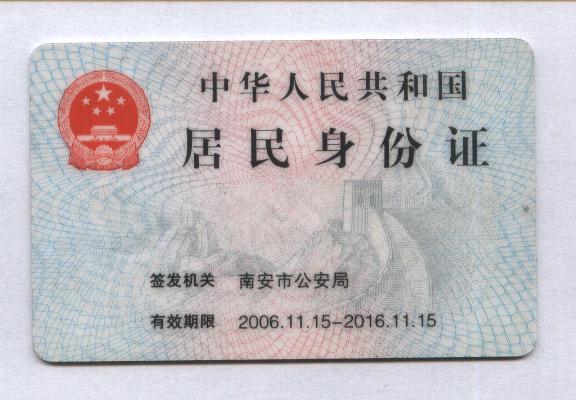 中华人民共和国
居民身份证
签发机关 南安市公安局
有效期限 2006.11.15-2016.11.15